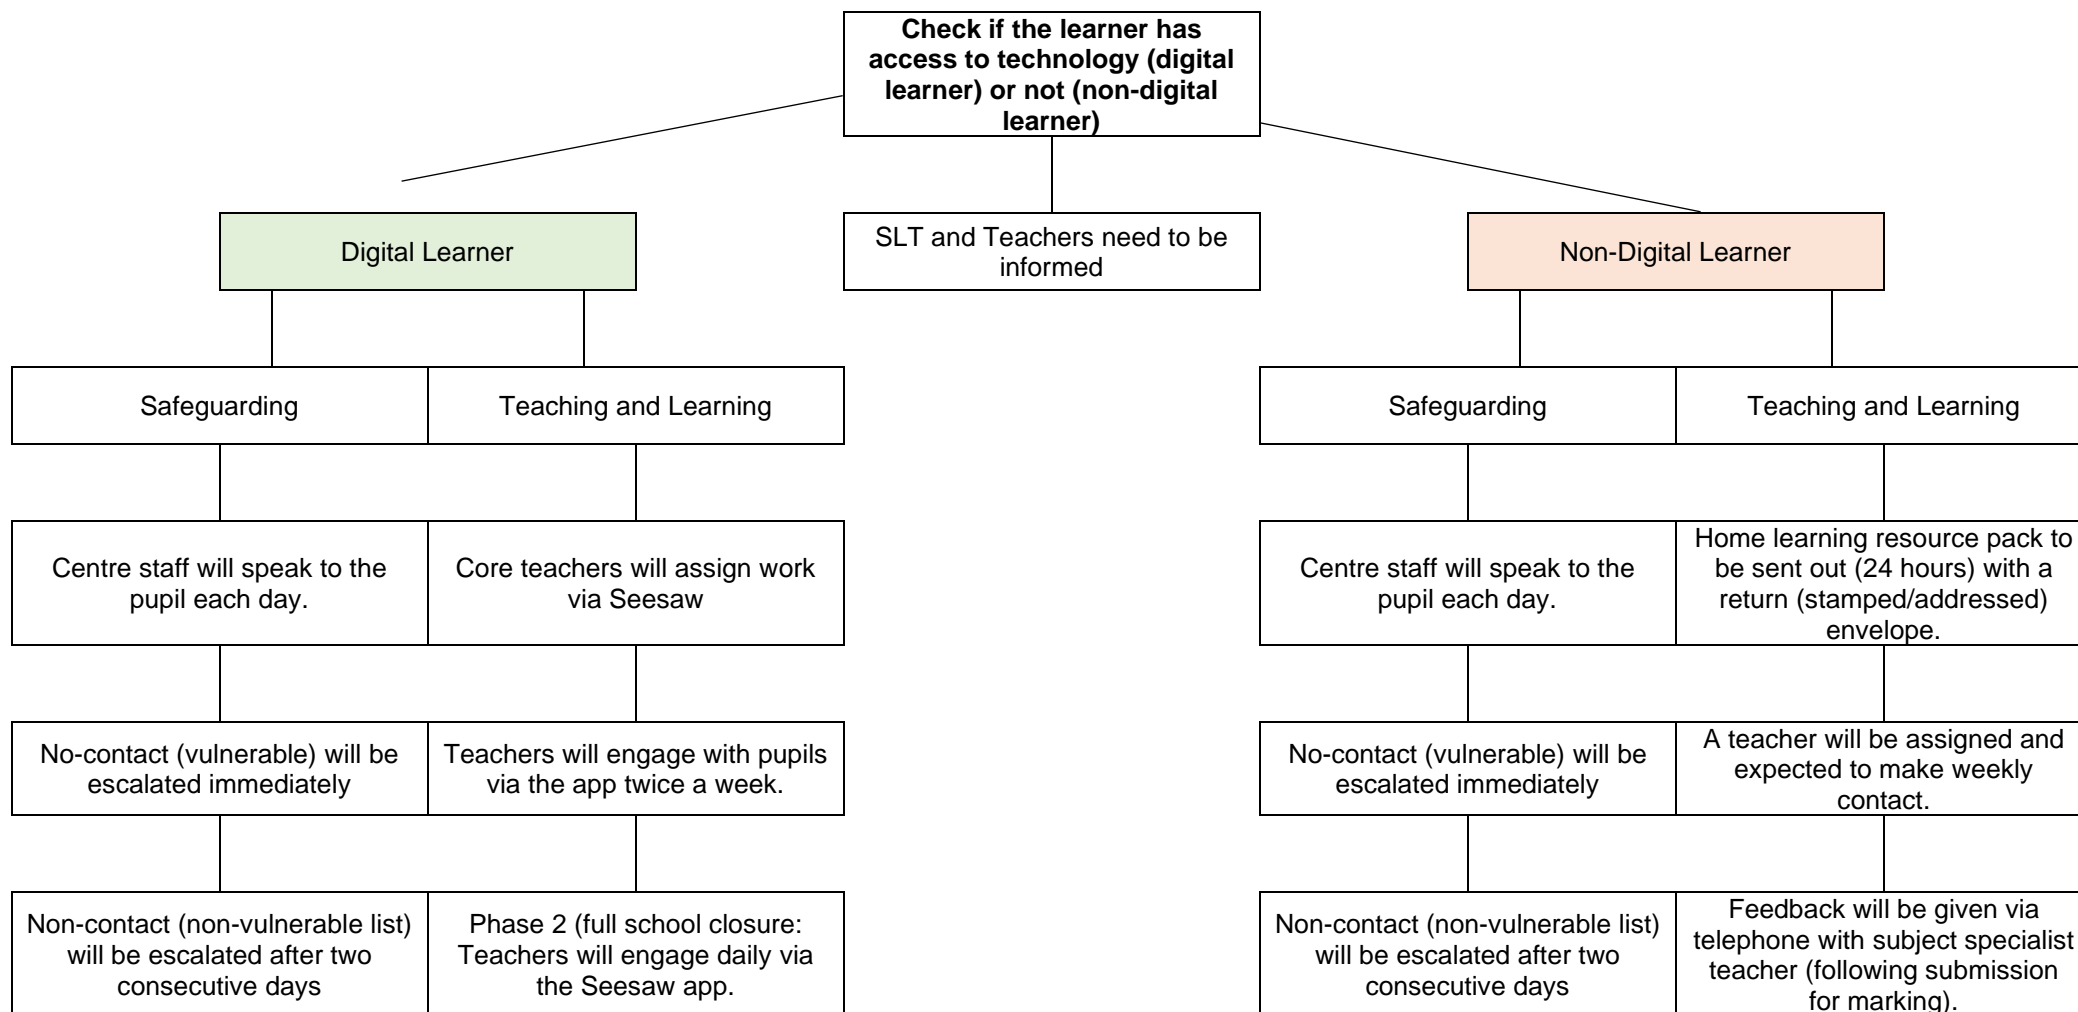 Check if the learner has
access to technology (digital
learner) or not (non-digital
learner)
Digital Learner
SLT and Teachers need to be
informed
Non-Digital Learner
Safeguarding
Teaching and Learning
Safeguarding
Teaching and Learning
Centre staff will speak to the
pupil each day.
Core teachers will assign work
via Seesaw
Centre staff will speak to the
pupil each day.
Home learning resource pack to
be sent out (24 hours) with a
return (stamped/addressed)
envelope.
No-contact (vulnerable) will be
escalated immediately
Teachers will engage with pupils
via the app twice a week.
No-contact (vulnerable) will be
escalated immediately
A teacher will be assigned and
expected to make weekly
contact.
Non-contact (non-vulnerable list)
will be escalated after two
consecutive days
Phase 2 (full school closure:
Teachers will engage daily via
the Seesaw app.
Non-contact (non-vulnerable list)
will be escalated after two
consecutive days
Feedback will be given via
telephone with subject specialist
teacher (following submission
for marking).